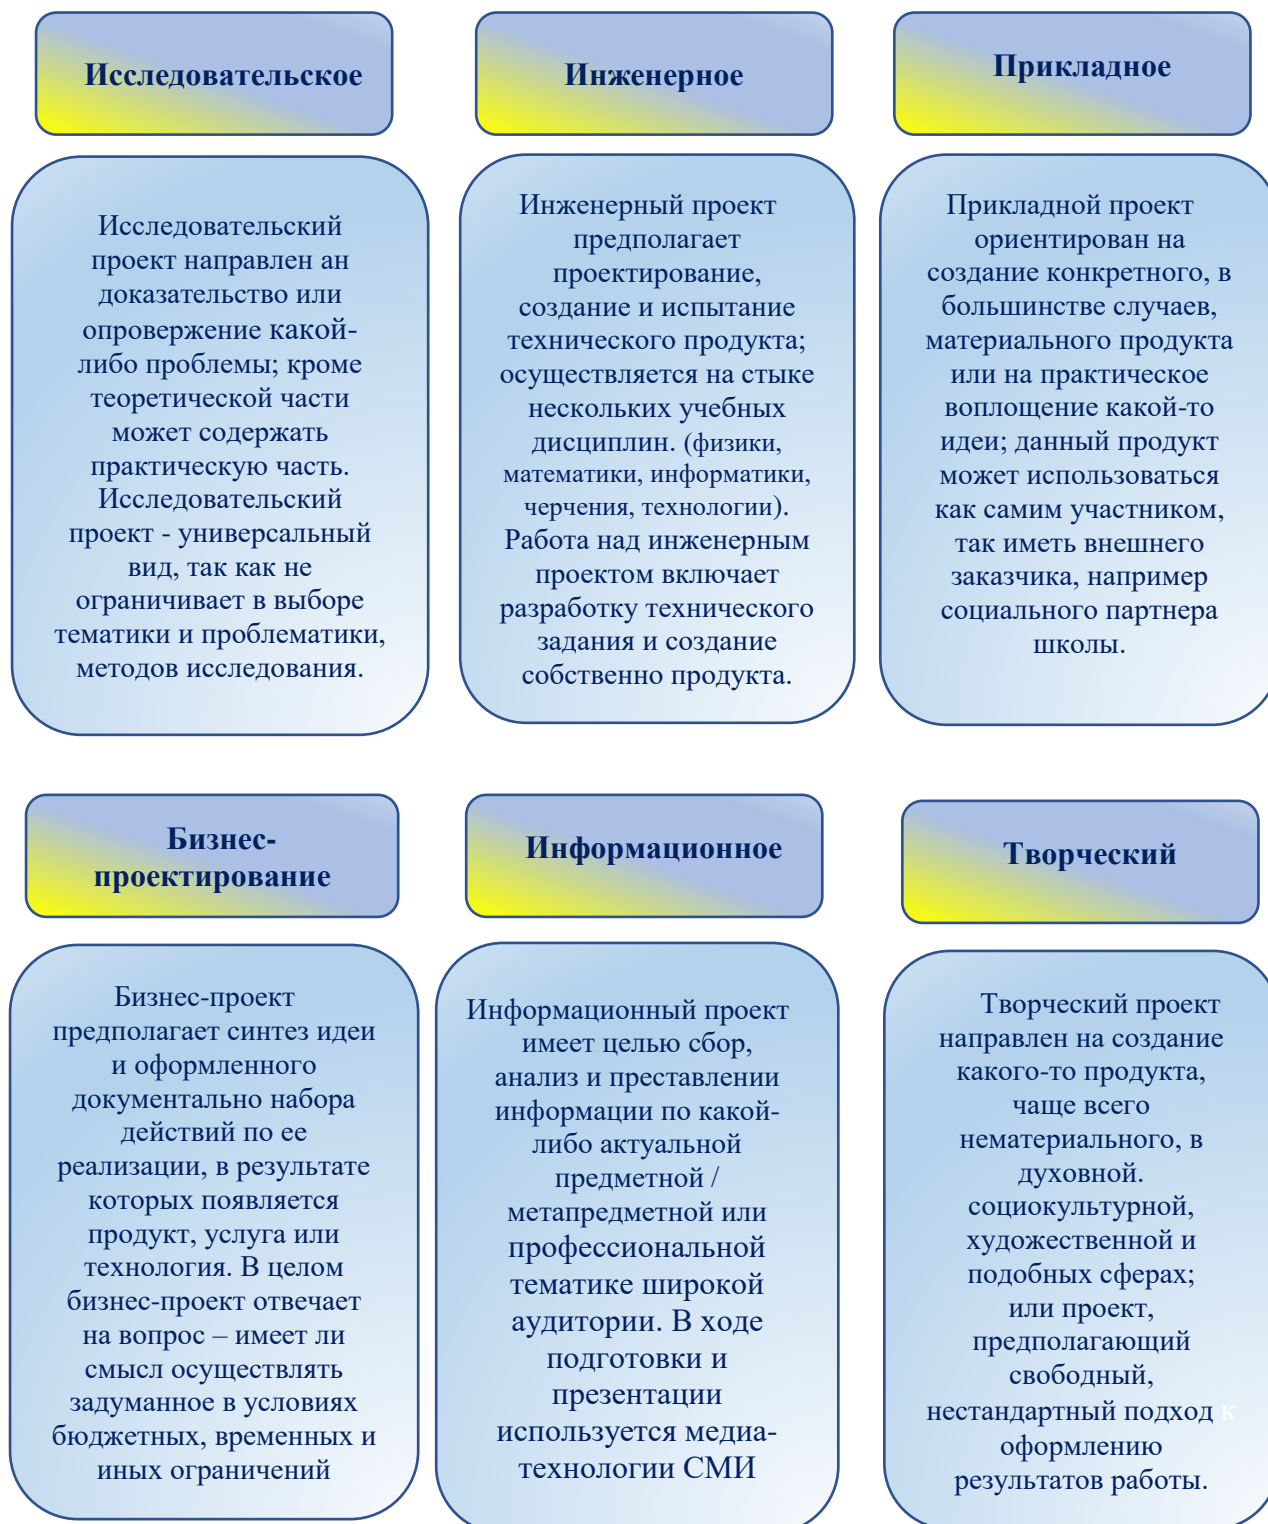 Исследовательское
Инженерное
Прикладное
Исследовательский
проект направлен ан
доказательство или
опровержение какой-
либо проблемы; кроме
теоретической части
может содержать
практическую часть.
Исследовательский
проект - универсальный
вид, так как не
ограничивает в выборе
тематики и проблематики,
методов исследования.
Инженерный проект
предполагает
проектирование,
создание и испытание
технического продукта;
осуществляется на стыке
нескольких учебных
дисциплин. (физики,
математики, информатики,
черчения, технологии).
Работа над инженерным
проектом включает
разработку технического
задания и создание
собственно продукта.
Прикладной проект
ориентирован на
создание конкретного, в
большинстве случаев,
материального продукта
или на практическое
воплощение какой-то
идеи; данный продукт
может использоваться
как самим участником,
так иметь внешнего
заказчика, например
социального партнера
школы.
Бизнес-
проектирование
Информационное
Творческий
Бизнес-проект
предполагает синтез идеи
и оформленного
документально набора
действий по ее
реализации, в результате
которых появляется
продукт, услуга или
технология. В целом
бизнес-проект отвечает
на вопрос – имеет ли
смысл осуществлять
задуманное в условиях
бюджетных, временных и
иных ограничений
Информационный проект
имеет целью сбор,
анализ и преставлении
информации по какой-
либо актуальной
предметной /
метапредметной или
профессиональной
тематике широкой
аудитории. В ходе
подготовки и
презентации
используется медиа-
технологии СМИ
Творческий проект
направлен на создание
какого-то продукта,
чаще всего
нематериального, в
духовной.
социокультурной,
художественной и
подобных сферах;
или проект,
предполагающий
свободный,
нестандартный подход к
оформлению
результатов работы.